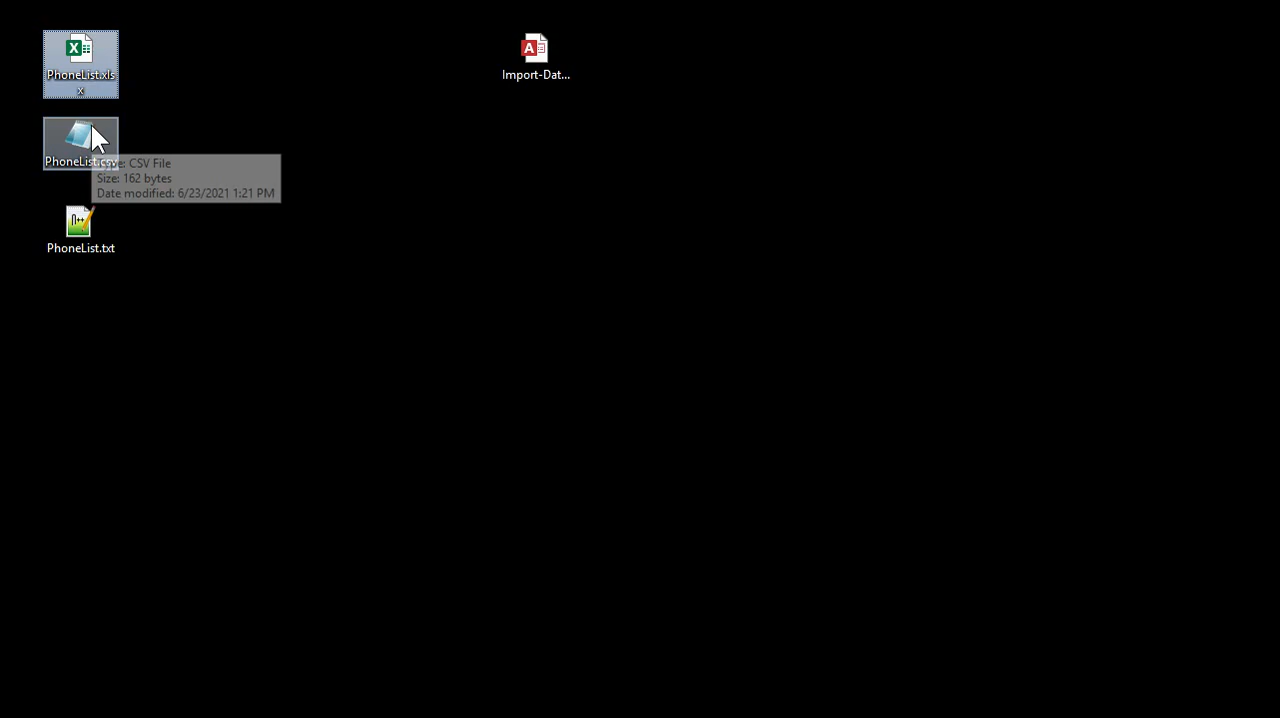 PhoneList.xls
x
Import-Dat...
PhoneList.csv
Type: CSV File
Size: 162 bytes
Date modified: 6/23/2021 1:21 PM
PhoneList.txt